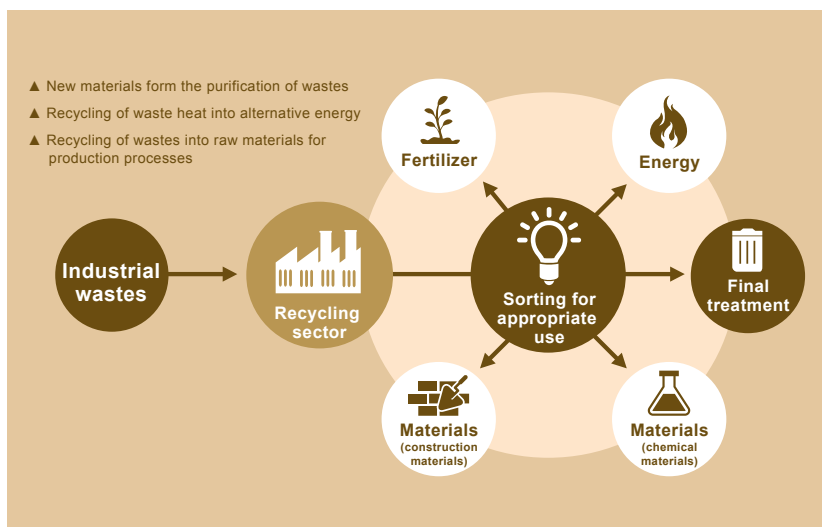 ▲ New materials form the purification of wastes
▲ Recycling of waste heat into alternative energy
▲ Recycling of wastes into raw materials for
production processes
Fertilizer
Energy
Industrial
wastes
Recycling
sector
Sorting for
appropriate
use
Final
treatment
Materials
(construction
materials)
Materials
(chemical
materials)